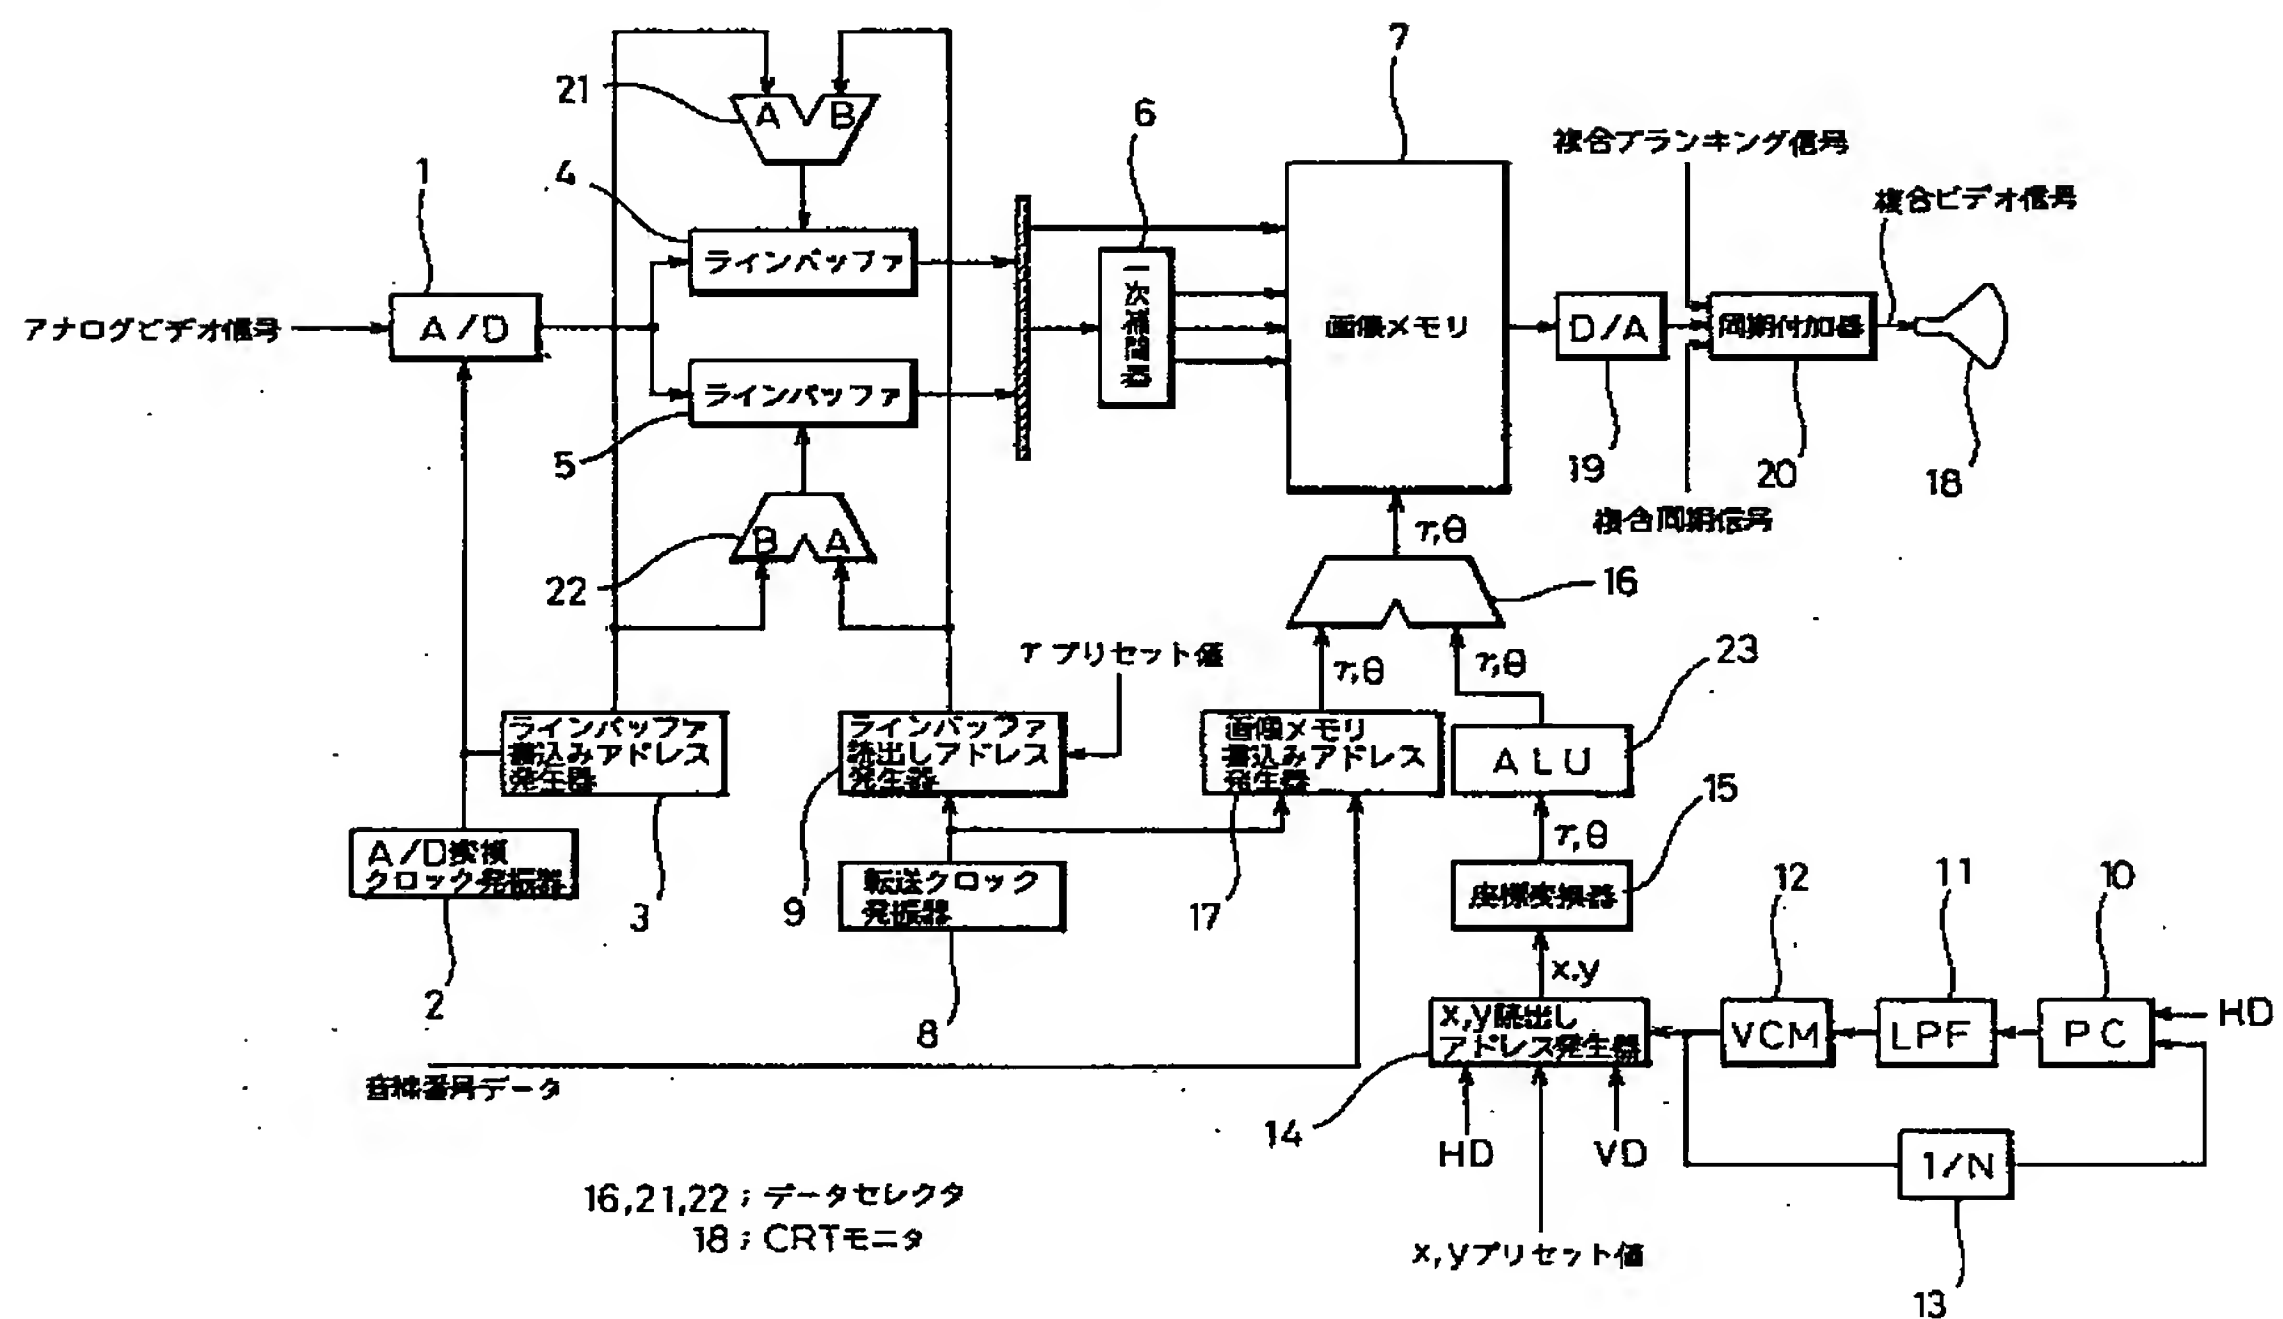 7
21
A B
6
複合ブランキング信号
1
4
複合ビデオ信号
ラインバッファ
一次補間器
アナログビデオ信号
A/D
画像メモリ
D/A
同期付加器
ラインバッファ
5
19
20
18
複合同期信号
r,θ
B A
22
16
r プリセット値
r,θ
r,θ
23
ラインバッファ
書込みアドレス
発生器
ラインバッファ
読出しアドレス
発生器
画像メモリ
書込みアドレス
発生器
ALU
15
r,θ
A/D変換
クロック発振器
転送クロック
発振器
座標変換器
12
11
10
3
9
17
x,y
2
8
x,y読出し
アドレス発生器
VCM
LPF
PC
HD
音線番号データ
14
HD
VD
1/N
16,21,22;データセレクタ
18;CRTモニタ
x,yプリセット値
13